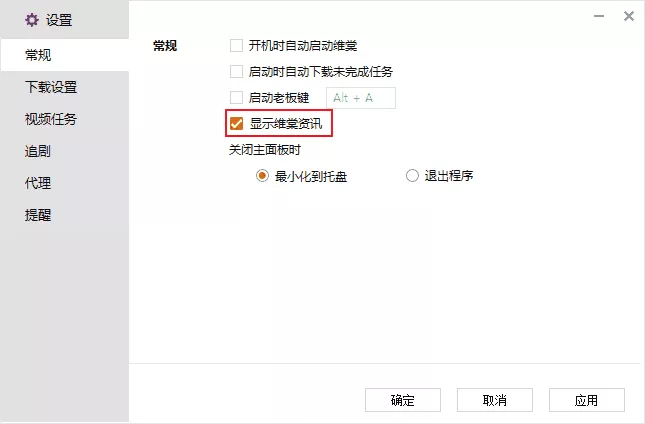 设置
常规
下载设置
视频任务
追剧
代理
提醒
常规
开机时自动启动维棠
启动时自动下载未完成任务
启动老板键 Alt + A
显示维棠资讯
关闭主面板时
最小化到托盘 退出程序
确定 取消 应用